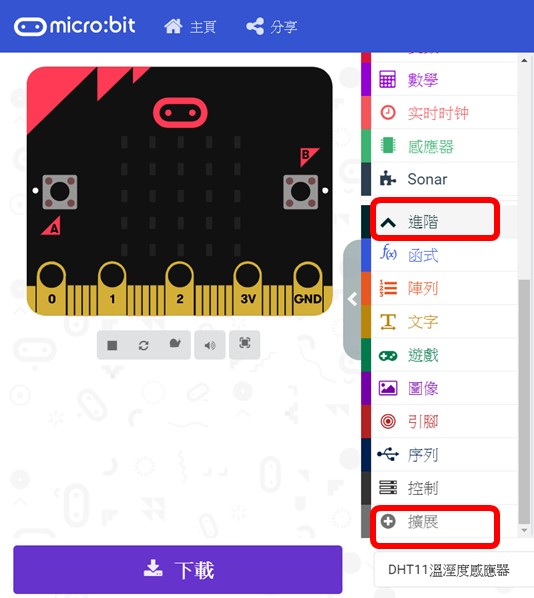 micro:bit 主頁 分享
數學
实时时钟
感應器
Sonar
進階
f(x) 函式
陣列
文字
遊戲
圖像
引腳
序列
控制
擴展
B
A
0 1 2 3V GND
下載
DHT11溫溼度感應器